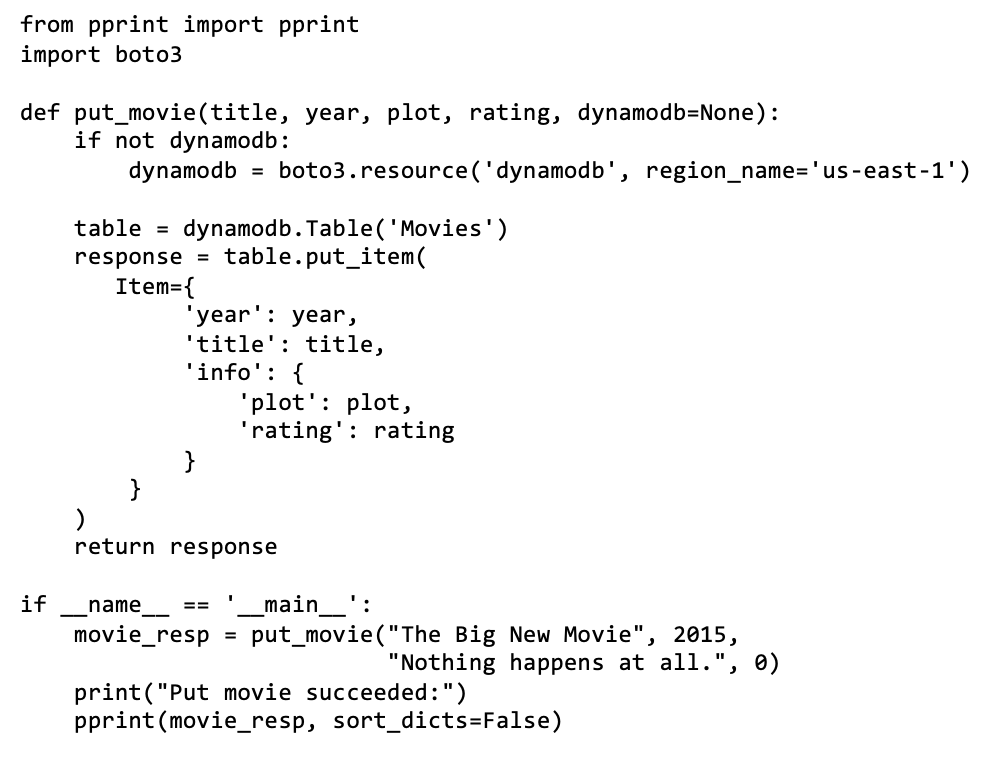 from pprint import pprint
import boto3

def put_movie(title, year, plot, rating, dynamodb=None):
    if not dynamodb:
        dynamodb = boto3.resource('dynamodb', region_name='us-east-1')

    table = dynamodb.Table('Movies')
    response = table.put_item(
       Item={
            'year': year,
            'title': title,
            'info': {
                'plot': plot,
                'rating': rating
            }
        }
    )
    return response

if __name__ == '__main__':
    movie_resp = put_movie("The Big New Movie", 2015,
                           "Nothing happens at all.", 0)
    print("Put movie succeeded:")
    pprint(movie_resp, sort_dicts=False)